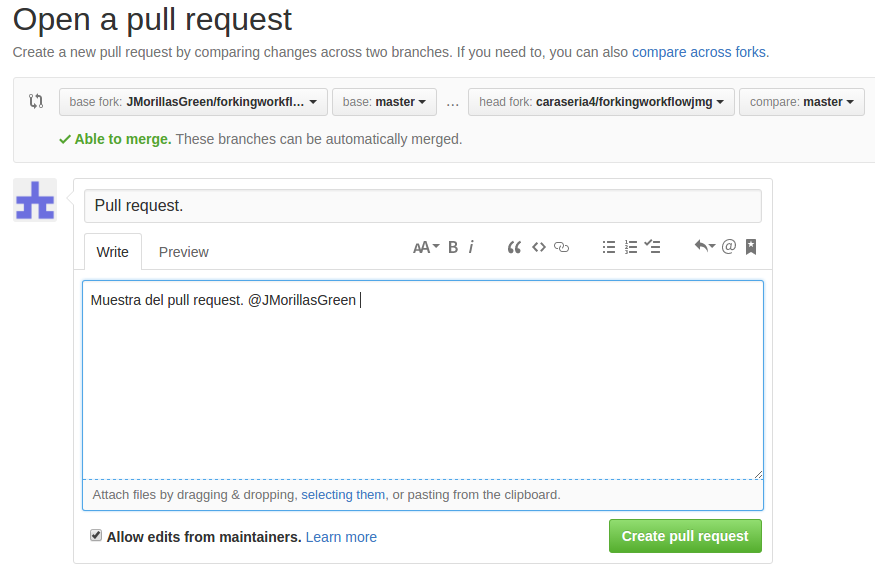 Open a pull request
Create a new pull request by comparing changes across two branches. If you need to, you can also compare across forks.
base fork: JMorillasGreen/forkingworkfl… base: master … head fork: caraseria4/forkingworkflowjmg compare: master
Able to merge. These branches can be automatically merged.
Pull request.
Write Preview AA B i
Muestra del pull request. @JMorillasGreen
Attach files by dragging & dropping, selecting them, or pasting from the clipboard.
Allow edits from maintainers. Learn more Create pull request